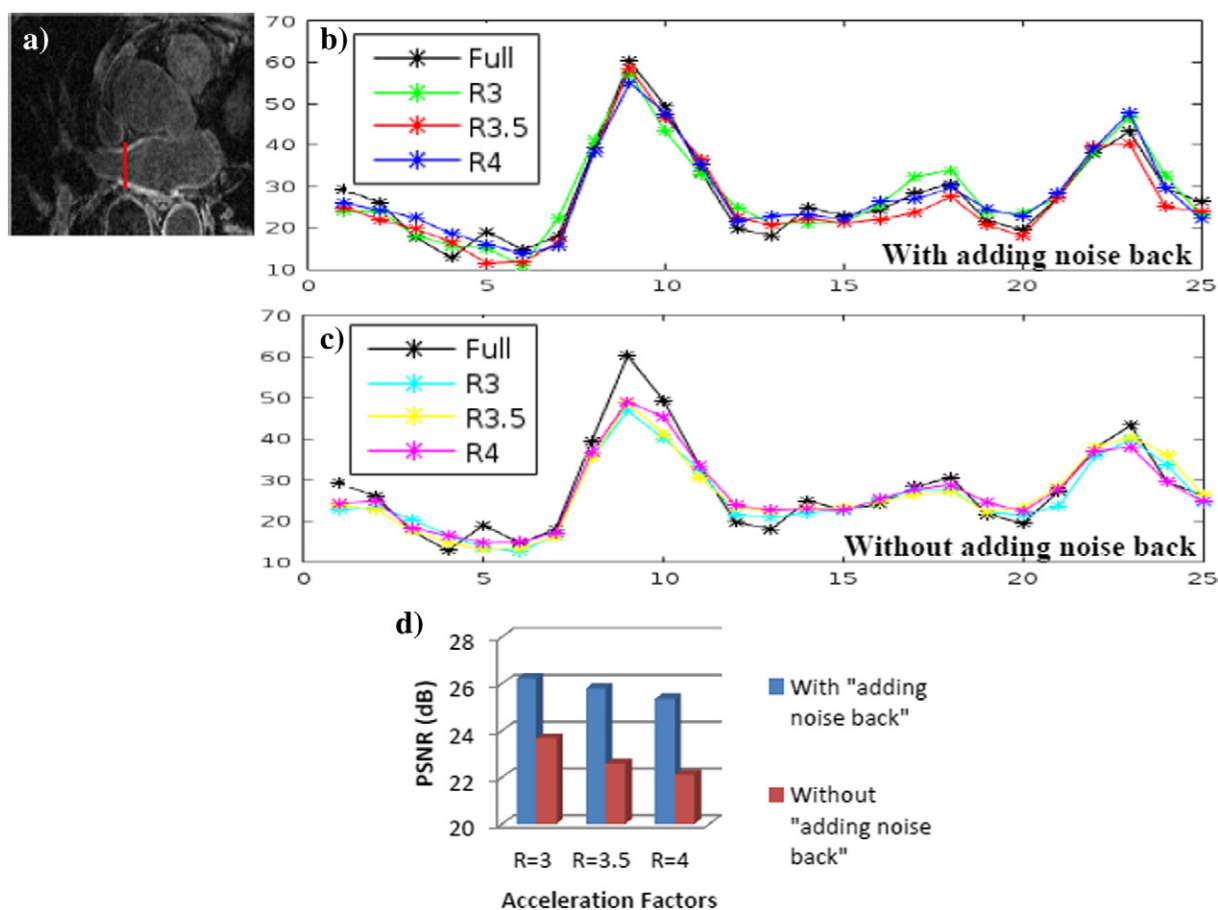 a)
b)
70
60
50
40
30
20
10
Full
R3
R3.5
R4
With adding noise back
0
5
10
15
20
25
c)
70
60
50
40
30
20
10
Full
R3
R3.5
R4
Without adding noise back
0
5
10
15
20
25
d)
28
26
24
22
20
PSNR (dB)
R=3
R=3.5
R=4
Acceleration Factors
With "adding
noise back"
Without
"adding noise
back"